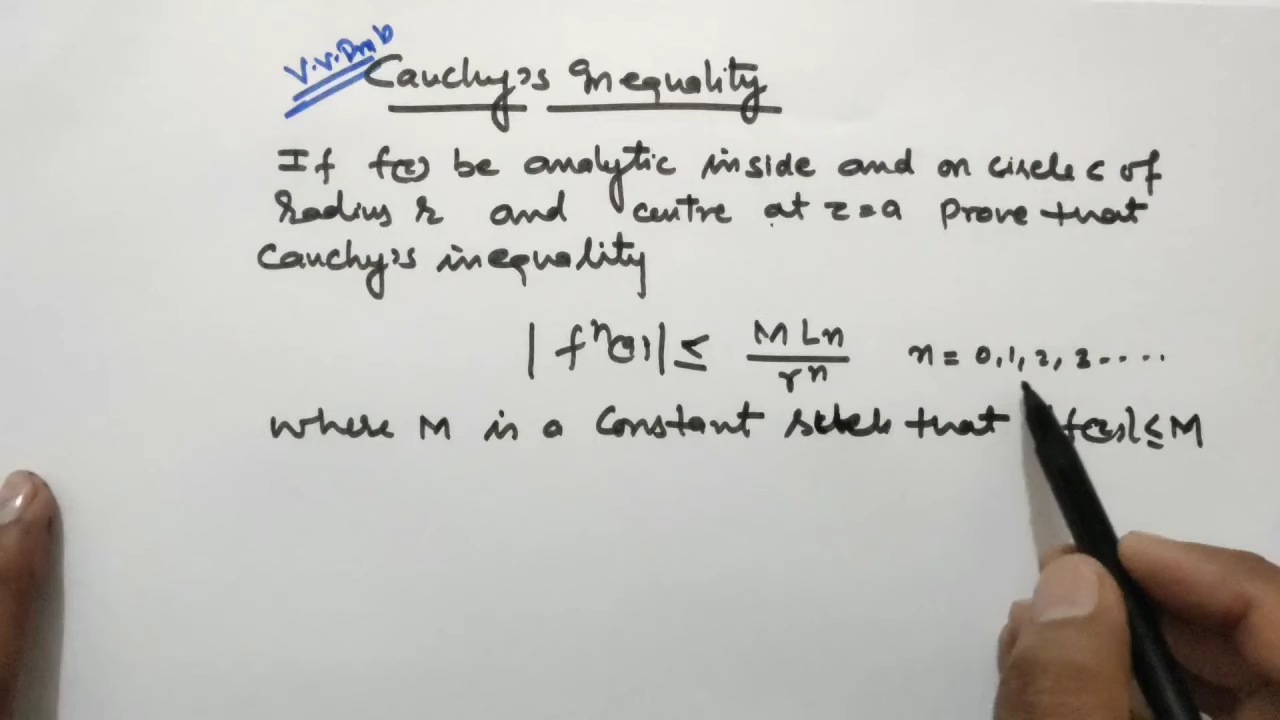 V.V.Imp
Cauchy's Inequality
If f(z) be analytic inside and on circle c of
radius r and centre at z=a prove that
Cauchy's inequality
|fⁿ(a)| ≤ M Ln / rⁿ n = 0,1,2,3.....
where M is a constant such that |f(z)| ≤ M